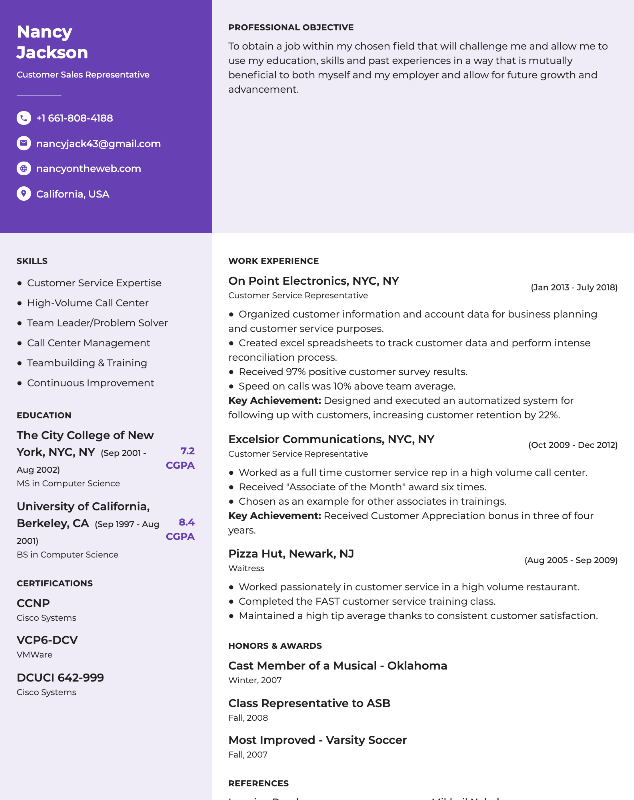 Nancy
Jackson
Customer Sales Representative
+1 661-808-4188
nancyjack43@gmail.com
nancyontheweb.com
California, USA
PROFESSIONAL OBJECTIVE
To obtain a job within my chosen field that will challenge me and allow me to
use my education, skills and past experiences in a way that is mutually
beneficial to both myself and my employer and allow for future growth and
advancement.
SKILLS
● Customer Service Expertise
● High-Volume Call Center
● Team Leader/Problem Solver
● Call Center Management
● Teambuilding & Training
● Continuous Improvement
EDUCATION
The City College of New
York, NYC, NY (Sep 2001 -
Aug 2002)
7.2
CGPA
MS in Computer Science
University of California,
Berkeley, CA (Sep 1997 - Aug
2001)
8.4
CGPA
BS in Computer Science
CERTIFICATIONS
CCNP
Cisco Systems
VCP6-DCV
VMWare
DCUCI 642-999
Cisco Systems
WORK EXPERIENCE
On Point Electronics, NYC, NY
(Jan 2013 - July 2018)
Customer Service Representative
● Organized customer information and account data for business planning
and customer service purposes.
● Created excel spreadsheets to track customer data and perform intense
reconciliation process.
● Received 97% positive customer survey results.
● Speed on calls was 10% above team average.
Key Achievement: Designed and executed an automatized system for
following up with customers, increasing customer retention by 22%.
Excelsior Communications, NYC, NY
(Oct 2009 - Dec 2012)
Customer Service Representative
● Worked as a full time customer service rep in a high volume call center.
● Received "Associate of the Month" award six times.
● Chosen as an example for other associates in trainings.
Key Achievement: Received Customer Appreciation bonus in three of four
years.
Pizza Hut, Newark, NJ
(Aug 2005 - Sep 2009)
Waitress
● Worked passionately in customer service in a high volume restaurant.
● Completed the FAST customer service training class.
● Maintained a high tip average thanks to consistent customer satisfaction.
HONORS & AWARDS
Cast Member of a Musical - Oklahoma
Winter, 2007
Class Representative to ASB
Fall, 2008
Most Improved - Varsity Soccer
Fall, 2007
REFERENCES